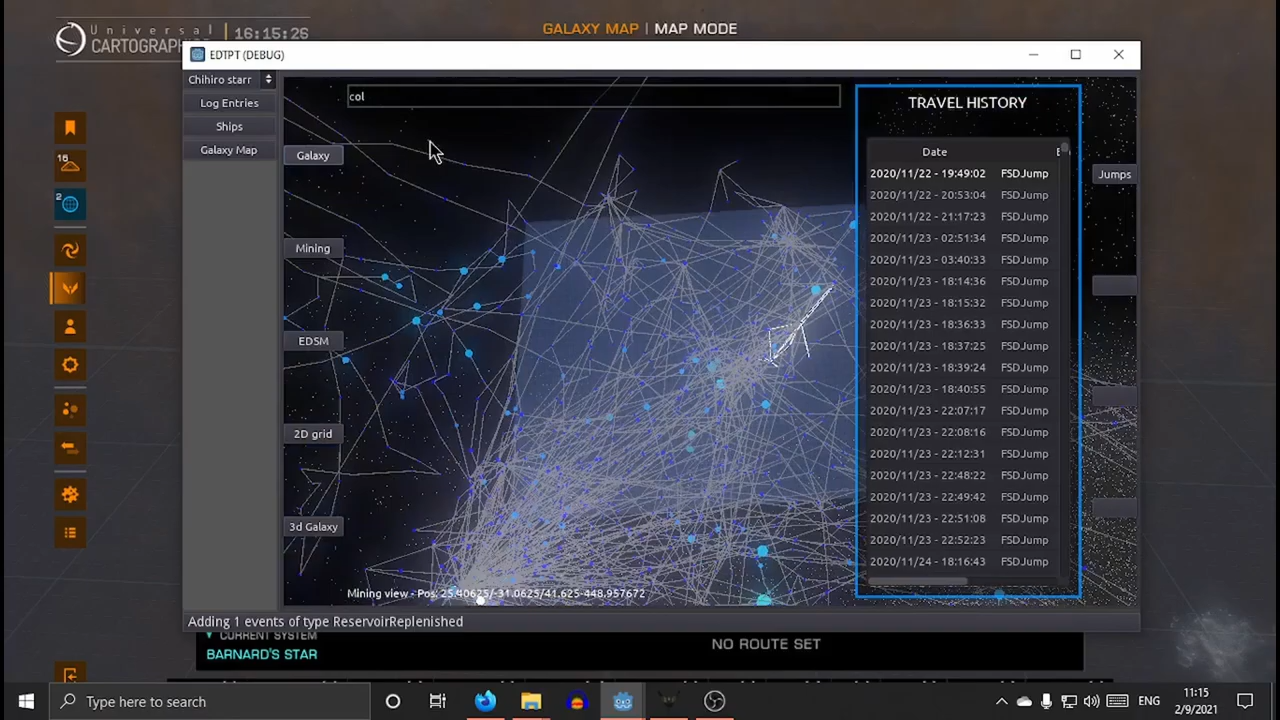 Universal
CARTOGRAPH
16:15:26
GALAXY MAP | MAP MODE
EDTPT (DEBUG)
Chihiro starr
Log Entries
Ships
Galaxy Map
col
Galaxy
Mining
EDSM
2D grid
3d Galaxy
TRAVEL HISTORY
Date
2020/11/22 - 19:49:02 FSDJump
2020/11/22 - 20:53:04 FSDJump
2020/11/22 - 21:17:23 FSDJump
2020/11/23 - 02:51:34 FSDJump
2020/11/23 - 03:40:33 FSDJump
2020/11/23 - 18:14:36 FSDJump
2020/11/23 - 18:15:32 FSDJump
2020/11/23 - 18:36:33 FSDJump
2020/11/23 - 18:37:25 FSDJump
2020/11/23 - 18:39:24 FSDJump
2020/11/23 - 18:40:55 FSDJump
2020/11/23 - 22:07:17 FSDJump
2020/11/23 - 22:08:16 FSDJump
2020/11/23 - 22:12:31 FSDJump
2020/11/23 - 22:48:22 FSDJump
2020/11/23 - 22:49:42 FSDJump
2020/11/23 - 22:51:08 FSDJump
2020/11/23 - 22:52:23 FSDJump
2020/11/24 - 18:16:43 FSDJump
Jumps
16
2
Mining view - Pos: 25.40625/-31.0625/41.625-448.957672
Adding 1 events of type ReservoirReplenished
CURRENT SYSTEM
BARNARD'S STAR
NO ROUTE SET
Type here to search
ENG
11:15
2/9/2021